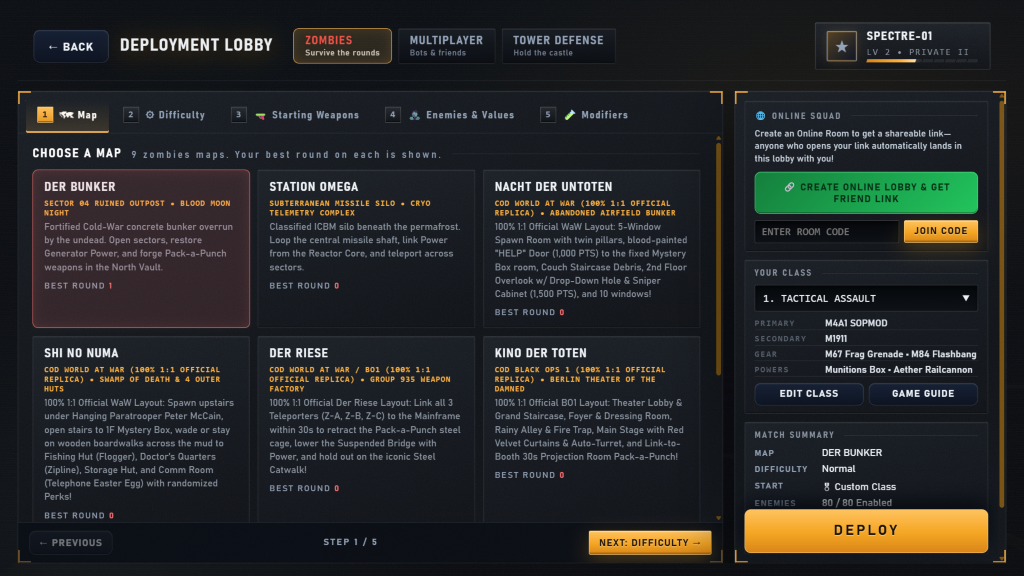 ← BACK
DEPLOYMENT LOBBY
ZOMBIES
Survive the rounds
MULTIPLAYER
Bots & friends
TOWER DEFENSE
Hold the castle
SPECTRE-01
LV 2 • PRIVATE II
1 Map
2 Difficulty
3 Starting Weapons
4 Enemies & Values
5 Modifiers
CHOOSE A MAP 9 zombies maps. Your best round on each is shown.
DER BUNKER
SECTOR 04 RUINED OUTPOST • BLOOD MOON
NIGHT
Fortified Cold-War concrete bunker overrun
by the undead. Open sectors, restore
Generator Power, and forge Pack-a-Punch
weapons in the North Vault.
BEST ROUND 1
STATION OMEGA
SUBTERRANEAN MISSILE SILO • CRYO
TELEMETRY COMPLEX
Classified ICBM silo beneath the permafrost.
Loop the central missile shaft, link Power
from the Reactor Core, and teleport across
sectors.
BEST ROUND 0
NACHT DER UNTOTEN
COD WORLD AT WAR (100% 1:1 OFFICIAL
REPLICA) • ABANDONED AIRFIELD BUNKER
100% 1:1 Official WaW Layout: 5-Window
Spawn Room with twin pillars, blood-painted
"HELP" Door (1,000 PTS) to the fixed Mystery
Box room, Couch Staircase Debris, 2nd Floor
Overlook w/ Drop-Down Hole & Sniper
Cabinet (1,500 PTS), and 10 windows!
BEST ROUND 0
SHI NO NUMA
COD WORLD AT WAR (100% 1:1 OFFICIAL
REPLICA) • SWAMP OF DEATH & 4 OUTER
HUTS
100% 1:1 Official WaW Layout: Spawn upstairs
under Hanging Paratrooper Peter McCain,
open stairs to 1F Mystery Box, wade or stay
on wooden boardwalks across the mud to
Fishing Hut (Flogger), Doctor's Quarters
(Zipline), Storage Hut, and Comm Room
(Telephone Easter Egg) with randomized
Perks!
BEST ROUND 0
DER RIESE
COD WORLD AT WAR / BO1 (100% 1:1
OFFICIAL REPLICA) • GROUP 935 WEAPON
FACTORY
100% 1:1 Official Der Riese Layout: Link all 3
Teleporters (Z-A, Z-B, Z-C) to the Mainframe
within 30s to retract the Pack-a-Punch steel
cage, lower the Suspended Bridge with
Power, and hold out on the iconic Steel
Catwalk!
BEST ROUND 0
KINO DER TOTEN
COD BLACK OPS 1 (100% 1:1 OFFICIAL
REPLICA) • BERLIN THEATER OF THE
DAMNED
100% 1:1 Official BO1 Layout: Theater Lobby &
Grand Staircase, Foyer & Dressing Room,
Rainy Alley & Fire Trap, Main Stage with Red
Velvet Curtains & Auto-Turret, and Link-to-
Booth 30s Projection Room Pack-a-Punch!
BEST ROUND 0
← PREVIOUS
STEP 1 / 5
NEXT: DIFFICULTY →
ONLINE SQUAD
Create an Online Room to get a shareable link—
anyone who opens your link automatically lands in
this lobby with you!
CREATE ONLINE LOBBY & GET
FRIEND LINK
ENTER ROOM CODE
JOIN CODE
YOUR CLASS
1. TACTICAL ASSAULT
PRIMARY M4A1 SOPMOD
SECONDARY M1911
GEAR M67 Frag Grenade • M84 Flashbang
POWERS Munitions Box • Aether Railcannon
EDIT CLASS
GAME GUIDE
MATCH SUMMARY
MAP DER BUNKER
DIFFICULTY Normal
START Custom Class
ENEMIES 80 / 80 Enabled
DEPLOY